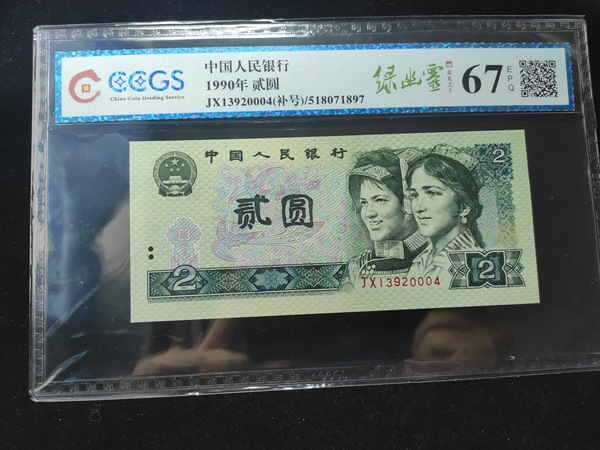 CCGS
China Coin Grading Service
中国人民银行
1990年 贰圆
JX13920004(补号)/518071897
绿幽灵
67
EPQ
中国人民银行
2
贰圆
2
JX13920004
2